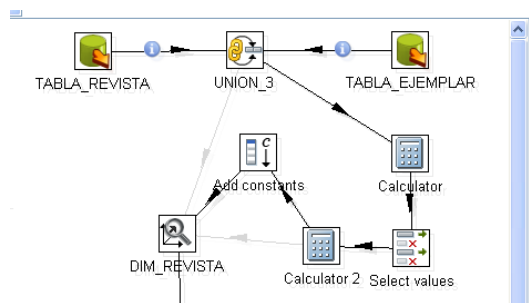 TABLA_REVISTA
UNION_3
TABLA_EJEMPLAR
Add constants
Calculator
DIM_REVISTA
Calculator 2
Select values